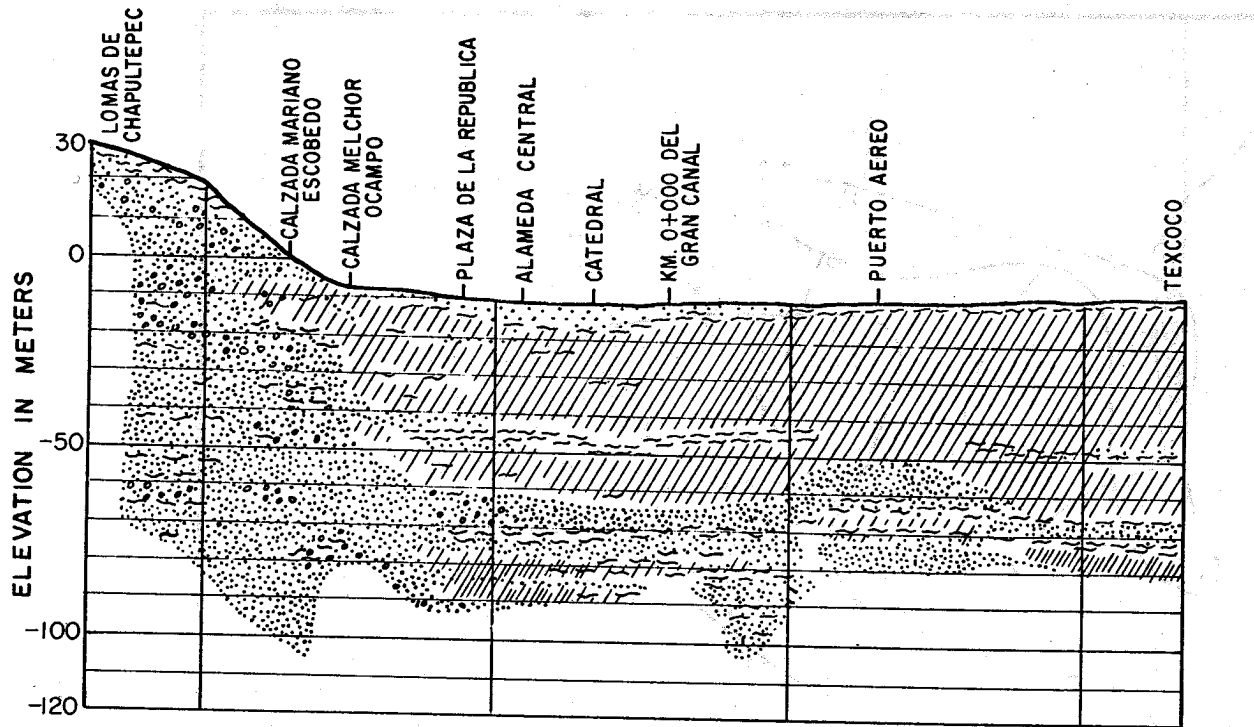 LOMAS DE
CHAPULTEPEC
CALZADA MARIANO
ESCOBEDO
CALZADA MELCHOR
OCAMPO
PLAZA DE LA REPUBLICA
ALAMEDA CENTRAL
CATEDRAL
KM. 0+000 DEL
GRAN CANAL
PUERTO AEREO
TEXCOCO
ELEVATION IN METERS
30
0
-50
-100
-120